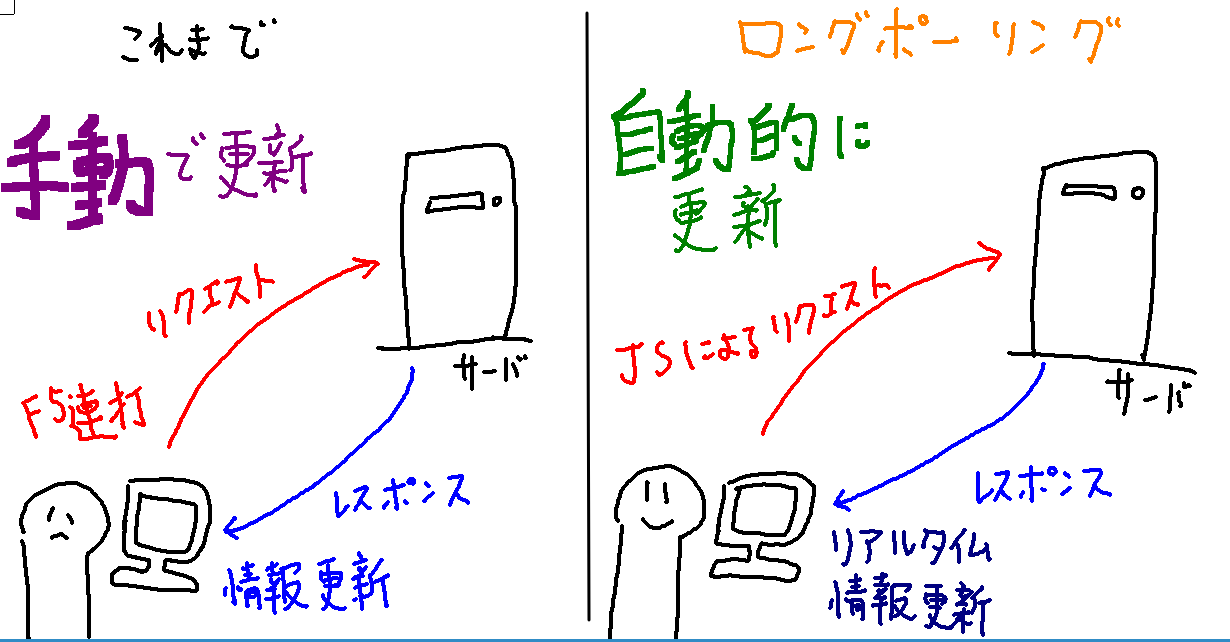 これまで
手動で更新
リクエスト
F5連打
サーバ
レスポンス
情報更新
ロングポーリング
自動的に
更新
JSによるリクエスト
サーバ
レスポンス
リアルタイム
情報更新